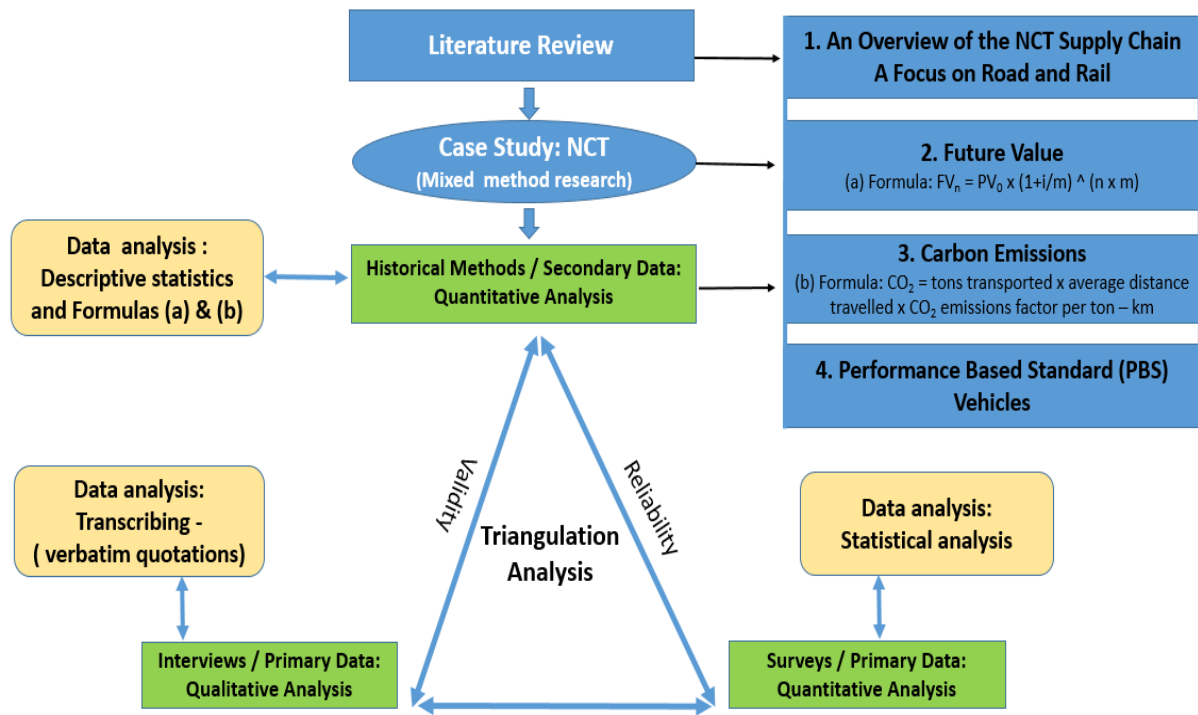 Literature Review
Case Study: NCT
(Mixed method research)
Historical Methods / Secondary Data:
Quantitative Analysis
Data analysis :
Descriptive statistics
and Formulas (a) & (b)
1. An Overview of the NCT Supply Chain
A Focus on Road and Rail
2. Future Value
(a) Formula: FVₙ = PV₀ x (1+i/m) ^ (n x m)
3. Carbon Emissions
(b) Formula: CO₂ = tons transported x average distance
travelled x CO₂ emissions factor per ton – km
4. Performance Based Standard (PBS)
Vehicles
Validity
Reliability
Triangulation
Analysis
Data analysis:
Transcribing -
( verbatim quotations)
Data analysis:
Statistical analysis
Interviews / Primary Data:
Qualitative Analysis
Surveys / Primary Data:
Quantitative Analysis